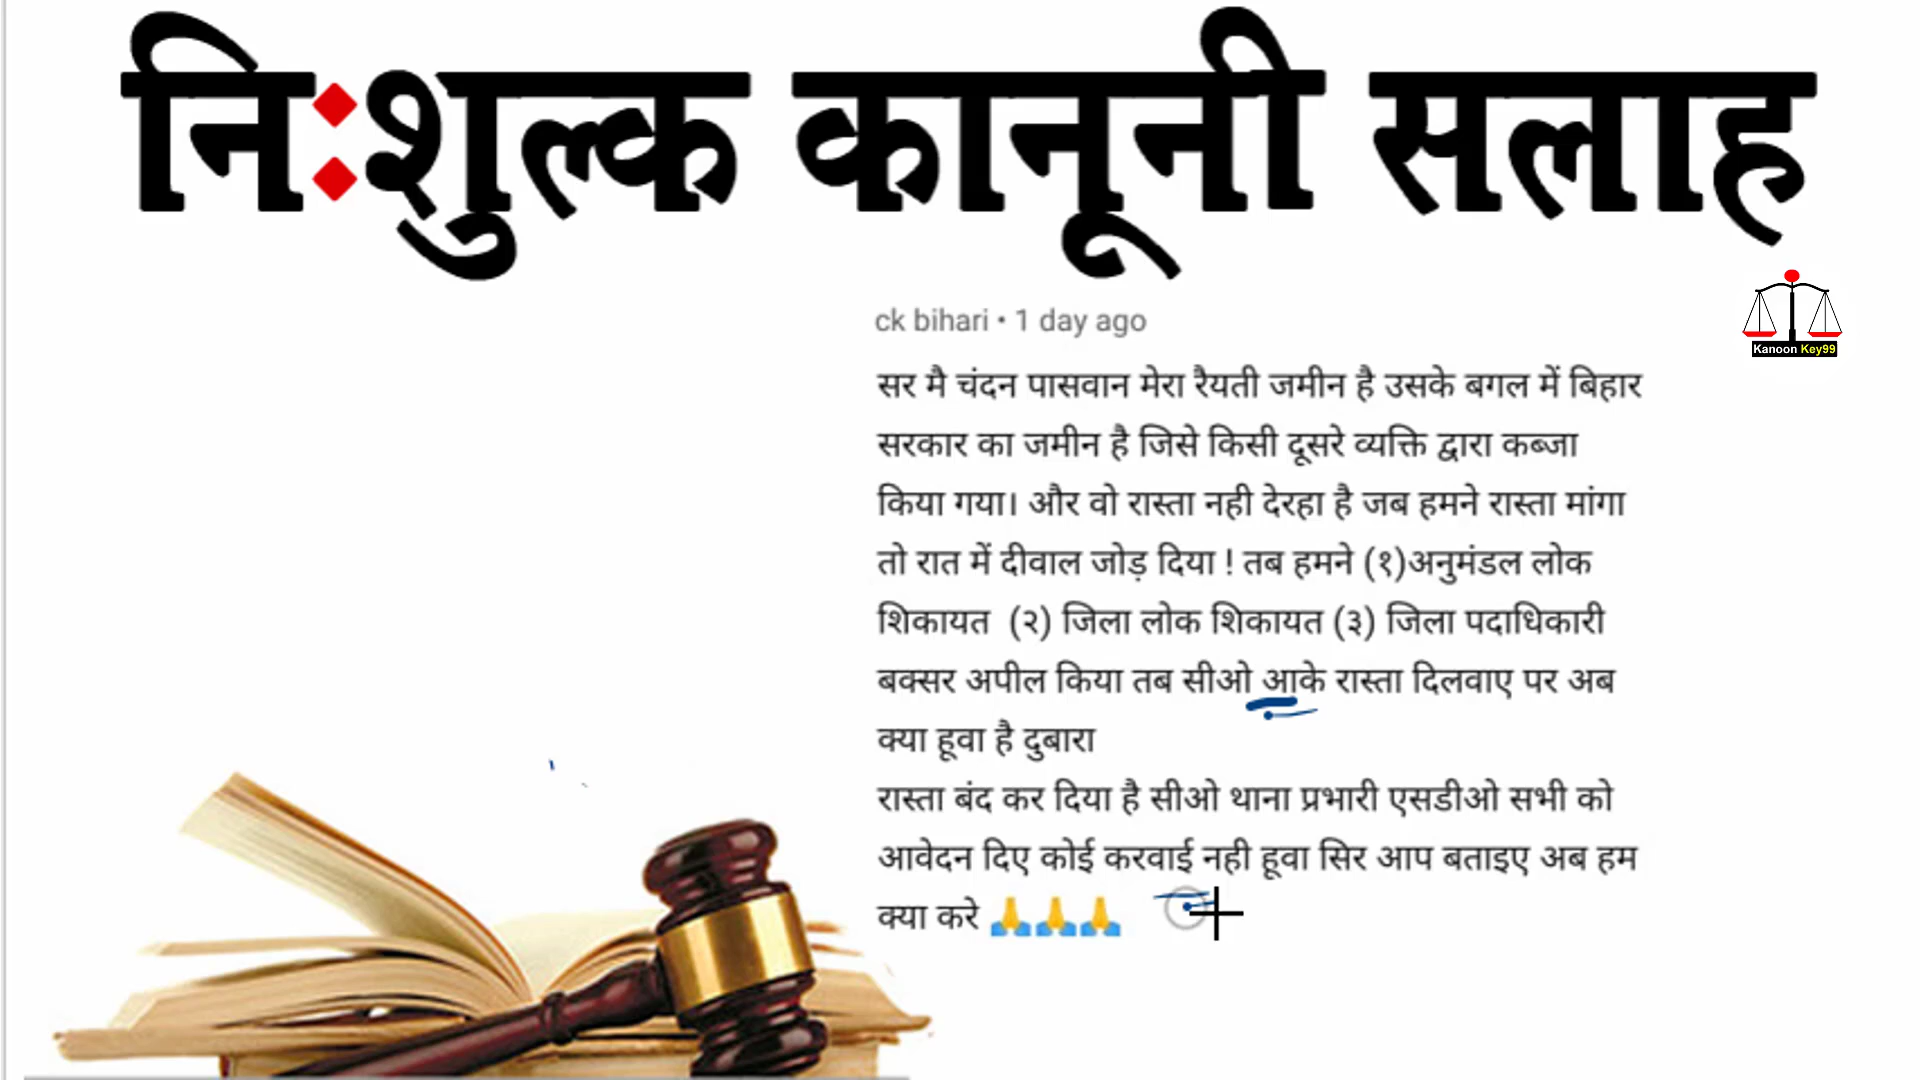 नि:शुल्क कानूनी सलाह
Kanoon Key99
ck bihari • 1 day ago
सर मै चंदन पासवान मेरा रैयती जमीन है उसके बगल में बिहार
सरकार का जमीन है जिसे किसी दूसरे व्यक्ति द्वारा कब्जा
किया गया। और वो रास्ता नही देरहा है जब हमने रास्ता मांगा
तो रात में दीवाल जोड़ दिया ! तब हमने (१)अनुमंडल लोक
शिकायत (२) जिला लोक शिकायत (३) जिला पदाधिकारी
बक्सर अपील किया तब सीओ आके रास्ता दिलवाए पर अब
क्या हूवा है दुबारा
रास्ता बंद कर दिया है सीओ थाना प्रभारी एसडीओ सभी को
आवेदन दिए कोई करवाई नही हूवा सिर आप बताइए अब हम
क्या करे 🙏🙏🙏